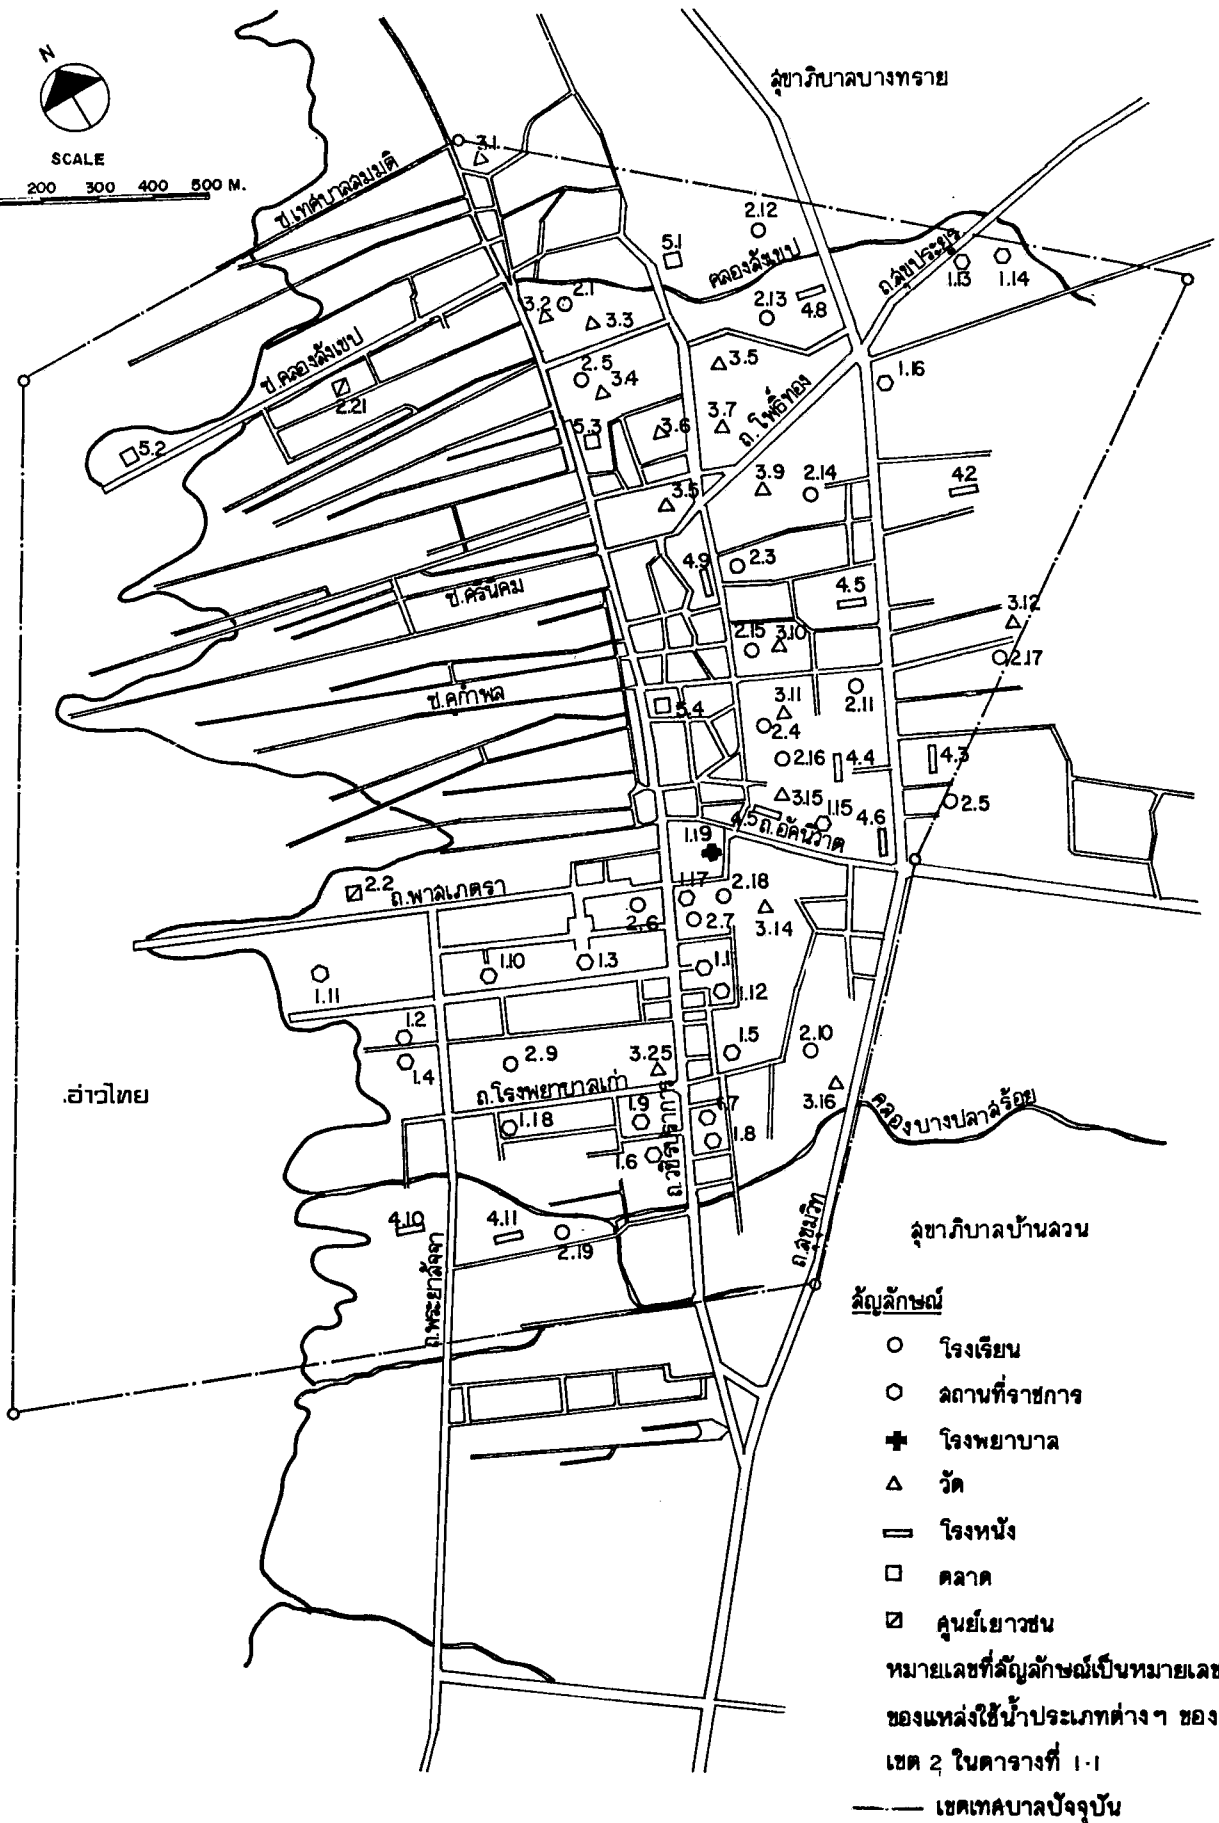 N
SCALE
200 300 400 500 M.
สุขาภิบาลบางทราย
ซ.เทศบาลสมมติ
3.1
2.12
5.1
คลองสังเขป
ถ.สุขประยูร
1.13
1.14
3.2
2.1
3.3
2.13
4.8
ซ.คลองสังเขป
2.5
3.4
3.5
1.16
2.21
ถ.โพธิ์ทอง
5.2
5.3
3.6
3.7
3.5
3.9
2.14
4.2
4.9
2.3
4.5
ซ.ศรีนิคม
3.12
2.15
3.10
2.17
ซ.คูกำพล
5.4
3.11
2.11
2.4
2.16
4.4
4.3
3.15
2.5
4.5
1.15
4.6
ถ.อัคนีวาต
1.19
2.2
ถ.พาสเภตรา
1.17
2.18
2.6
2.7
3.14
1.10
1.3
1.1
1.11
1.12
1.2
1.5
2.10
1.4
2.9
3.25
3.16
.อ่าวไทย
ถ.โรงพยาบาลเก่า
คลองบางปลาสร้อย
1.18
1.9
1.7
1.8
1.6
ถ.วชิรปราการ
4.10
4.11
2.19
ถ.พระยาสัจจา
ถ.สุขุมวิท
สุขาภิบาลบ้านสวน
สัญลักษณ์
โรงเรียน
สถานที่ราชการ
โรงพยาบาล
วัด
โรงหนัง
ตลาด
ศูนย์เยาวชน
หมายเลขที่สัญลักษณ์เป็นหมายเลข
ของแหล่งใช้น้ำประเภทต่างๆ ของ
เขต 2 ในตารางที่ 1-1
เขตเทศบาลปัจจุบัน